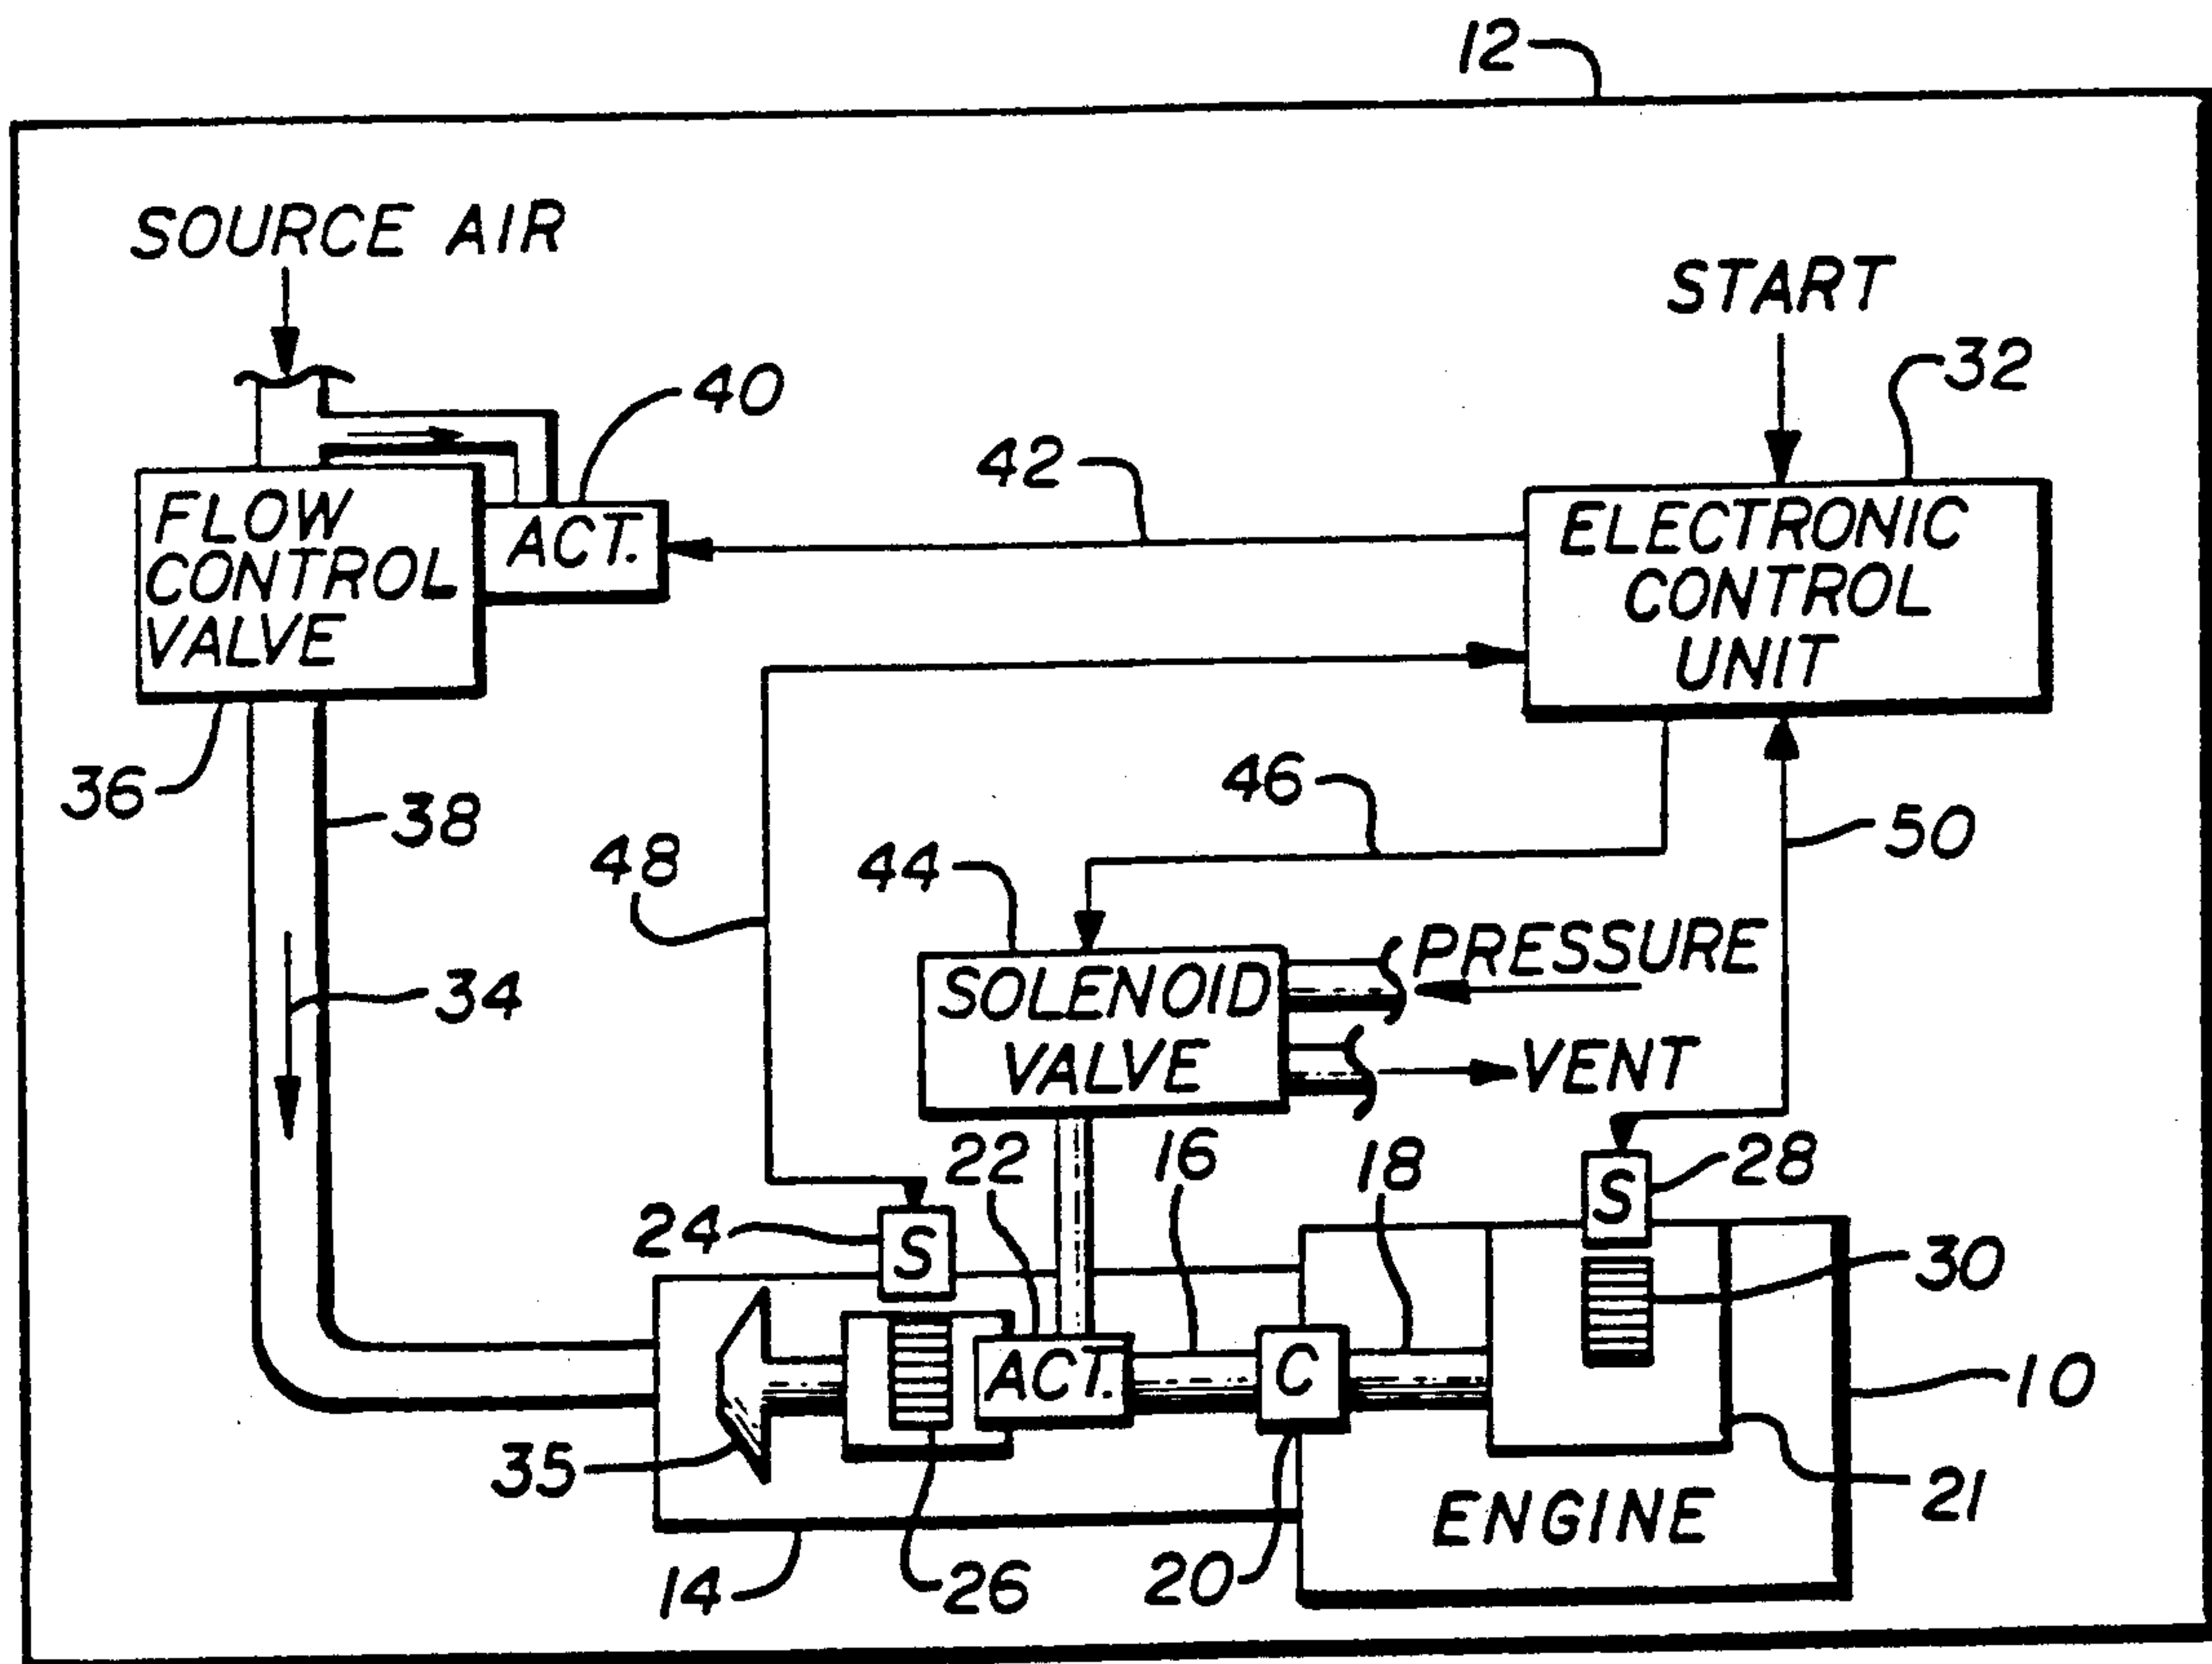 12
SOURCE AIR
START
32
40
42
FLOW
CONTROL
VALVE
ACT.
ELECTRONIC
CONTROL
UNIT
36
38
46
50
48
44
PRESSURE
34
SOLENOID
VALVE
VENT
22
16
18
28
24
S
S
30
ACT.
C
10
35
21
ENGINE
14
26
20